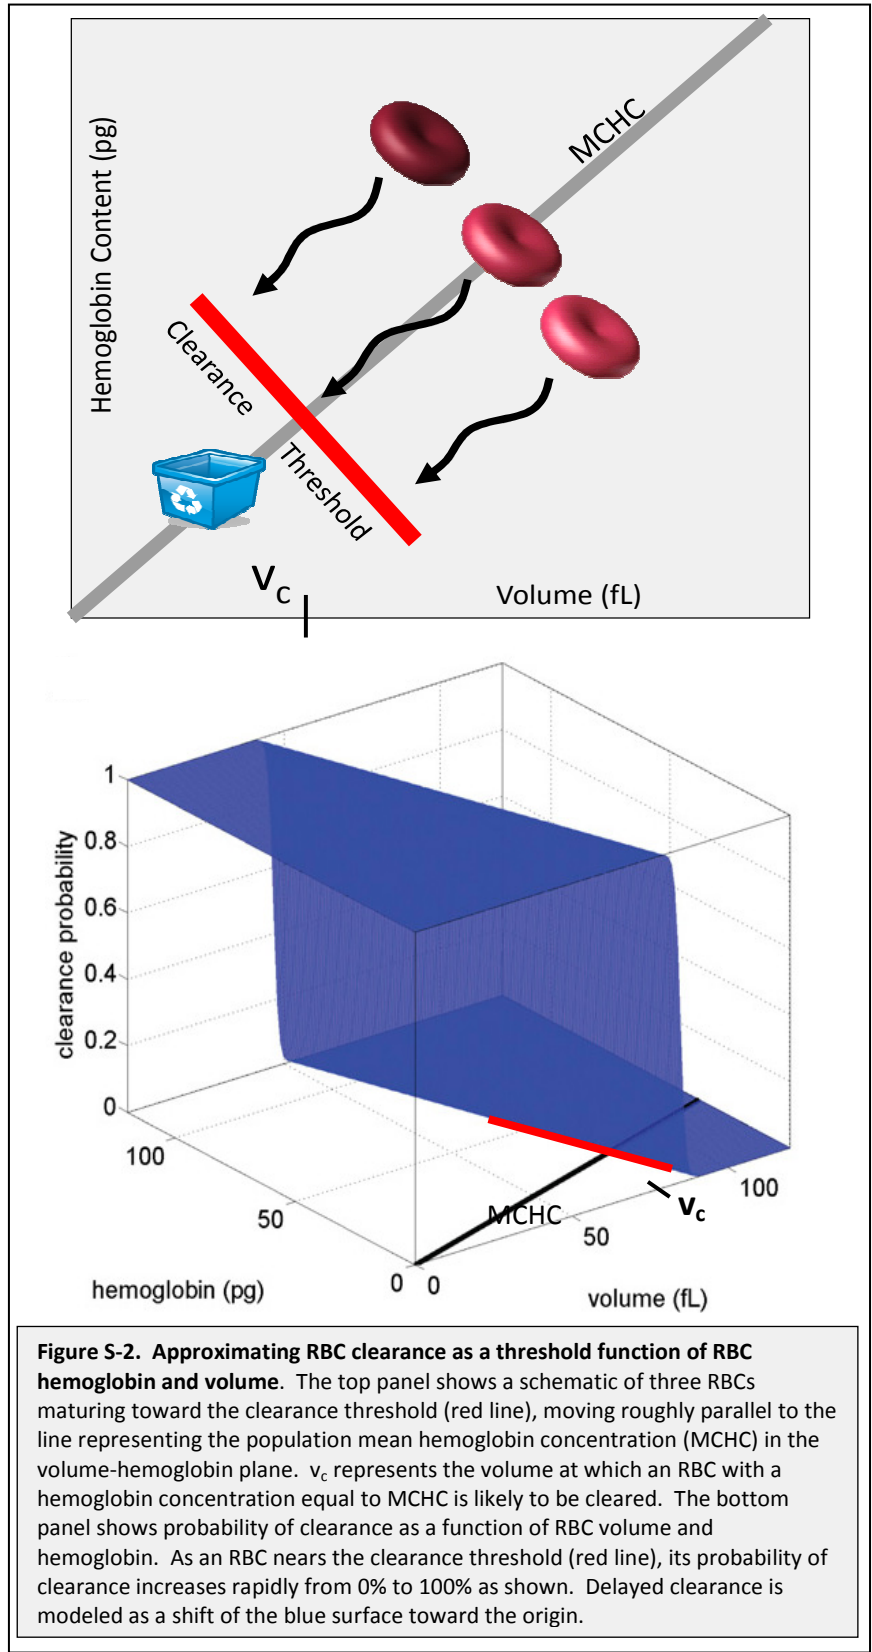 Hemoglobin Content (pg)
MCHC
Clearance
Threshold
vc
Volume (fL)
clearance probability
1
0.8
0.6
0.4
0.2
0
100
50
0
hemoglobin (pg)
0
50
100
volume (fL)
MCHC
vc
Figure S-2. Approximating RBC clearance as a threshold function of RBC
hemoglobin and volume. The top panel shows a schematic of three RBCs
maturing toward the clearance threshold (red line), moving roughly parallel to the
line representing the population mean hemoglobin concentration (MCHC) in the
volume-hemoglobin plane. vc represents the volume at which an RBC with a
hemoglobin concentration equal to MCHC is likely to be cleared. The bottom
panel shows probability of clearance as a function of RBC volume and
hemoglobin. As an RBC nears the clearance threshold (red line), its probability of
clearance increases rapidly from 0% to 100% as shown. Delayed clearance is
modeled as a shift of the blue surface toward the origin.